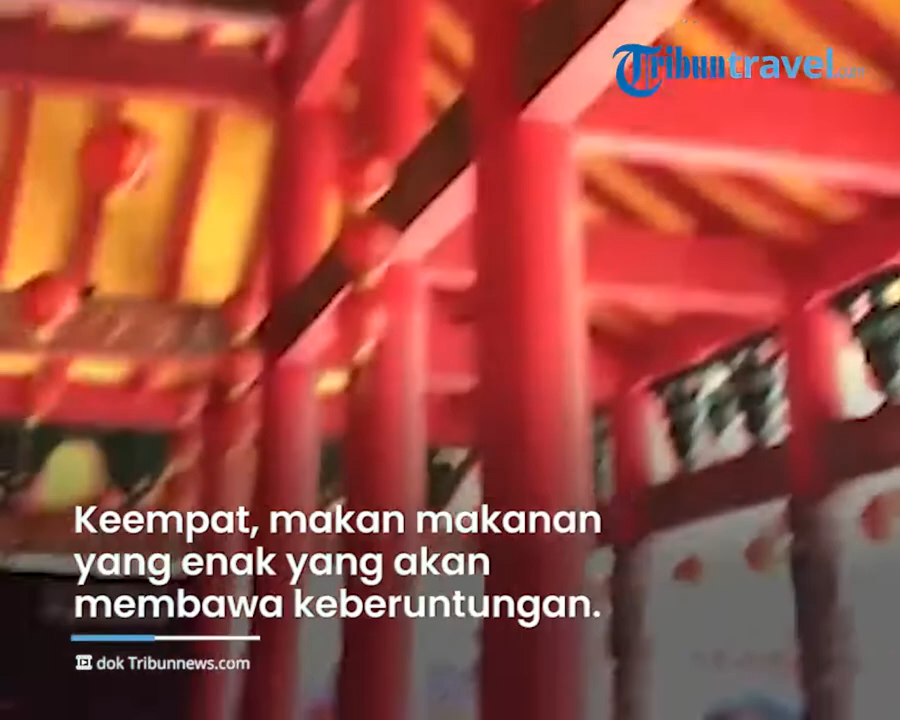 Tribuntravel.com
Keempat, makan makanan
yang enak yang akan
membawa keberuntungan.
dok Tribunnews.com